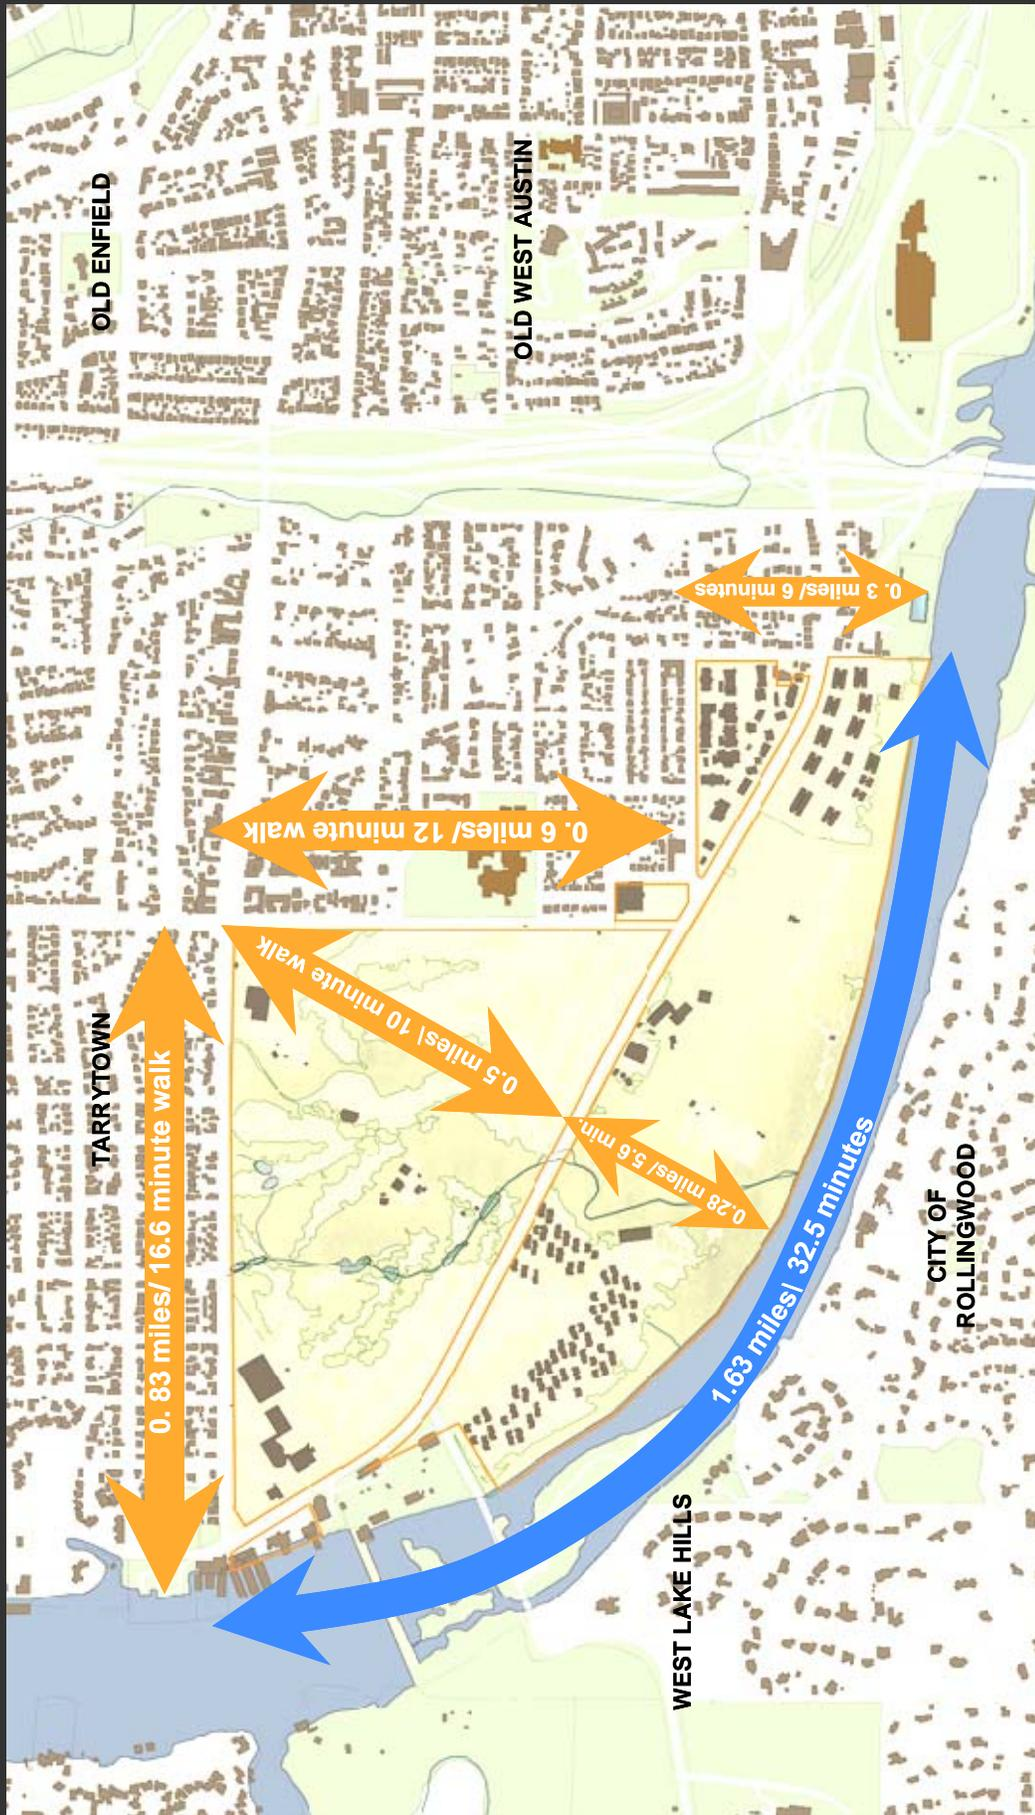 OLD ENFIELD
OLD WEST AUSTIN
0. 3 miles/ 6 minutes
0. 6 miles/ 12 minute walk
TARRYTOWN
0. 83 miles/ 16.6 minute walk
0.5 miles| 10 minute walk
0.28 miles/ 5.6 min.
1.63 miles| 32.5 minutes
CITY OF
ROLLINGWOOD
WEST LAKE HILLS